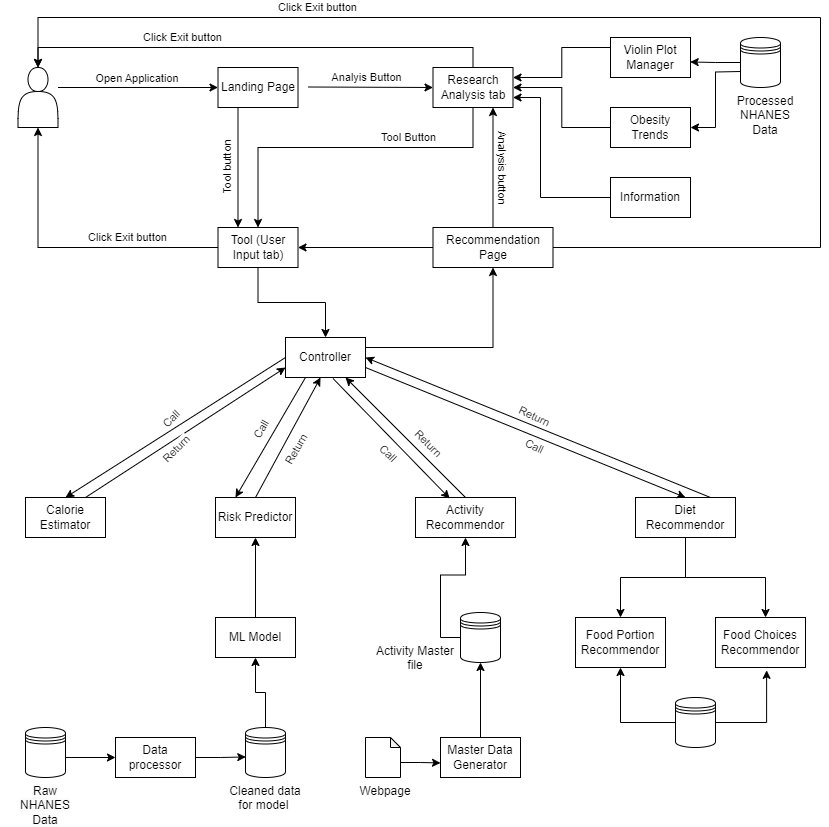 Click Exit button
Click Exit button
Open Application
Landing Page
Analyis Button
Research
Analysis tab
Violin Plot
Manager
Processed
NHANES
Data
Obesity
Trends
Tool Button
Tool button
Analysis button
Information
Click Exit button
Tool (User
Input tab)
Recommendation
Page
Controller
Call
Return
Call
Return
Return
Call
Return
Call
Calorie
Estimator
Risk Predictor
Activity
Recommendor
Diet
Recommendor
ML Model
Activity Master
file
Food Portion
Recommendor
Food Choices
Recommendor
Data
processor
Master Data
Generator
Raw
NHANES
Data
Cleaned data
for model
Webpage